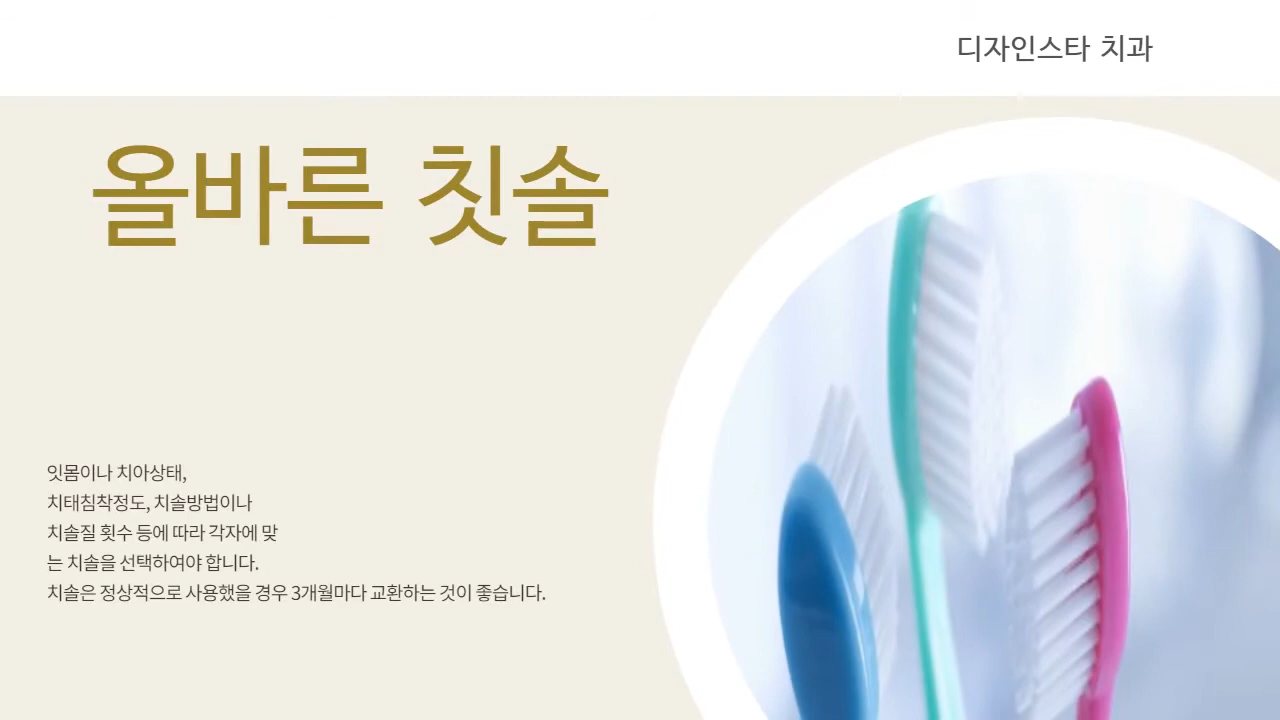 디자인스타 치과
올바른 칫솔
잇몸이나 치아상태,
치태침착정도, 치솔방법이나
치솔질 횟수 등에 따라 각자에 맞
는 치솔을 선택하여야 합니다.
치솔은 정상적으로 사용했을 경우 3개월마다 교환하는 것이 좋습니다.